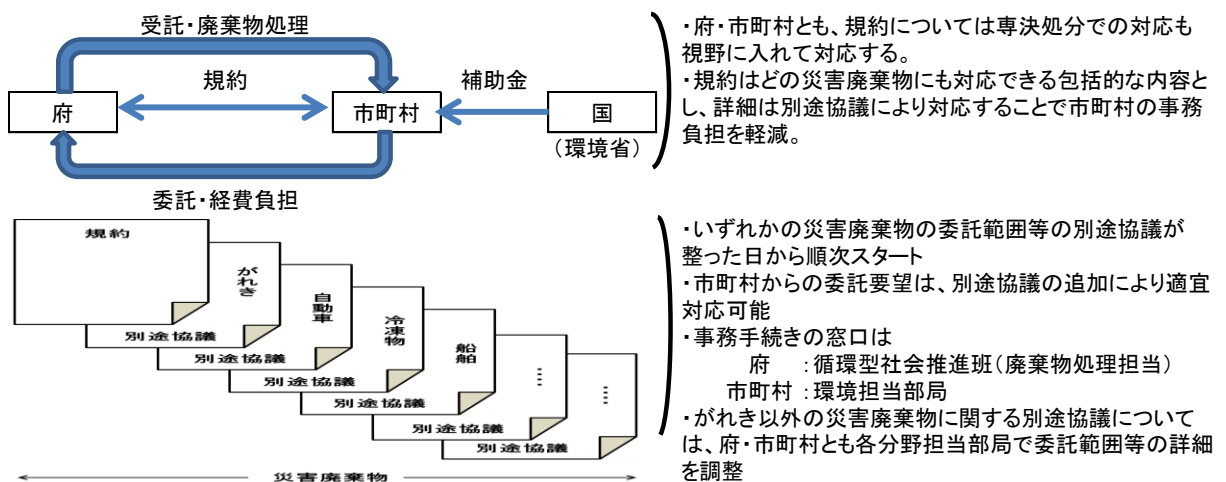 受託・廃棄物処理
規約
補助金
府
市町村
国
(環境省)
委託・経費負担
・府・市町村とも、規約については専決処分での対応も
視野に入れて対応する。
・規約はどの災害廃棄物にも対応できる包括的な内容と
し、詳細は別途協議により対応することで市町村の事務
負担を軽減。
規約
がれき
別途協議
自動車
別途協議
冷凍物
別途協議
船舶
別途協議
……
別途協議
…
別途協議
災害廃棄物
・いずれかの災害廃棄物の委託範囲等の別途協議が
整った日から順次スタート
・市町村からの委託要望は、別途協議の追加により適宜
対応可能
・事務手続きの窓口は
府 :循環型社会推進班(廃棄物処理担当)
市町村 :環境担当部局
・がれき以外の災害廃棄物に関する別途協議について
は、府・市町村とも各分野担当部局で委託範囲等の詳細
を調整